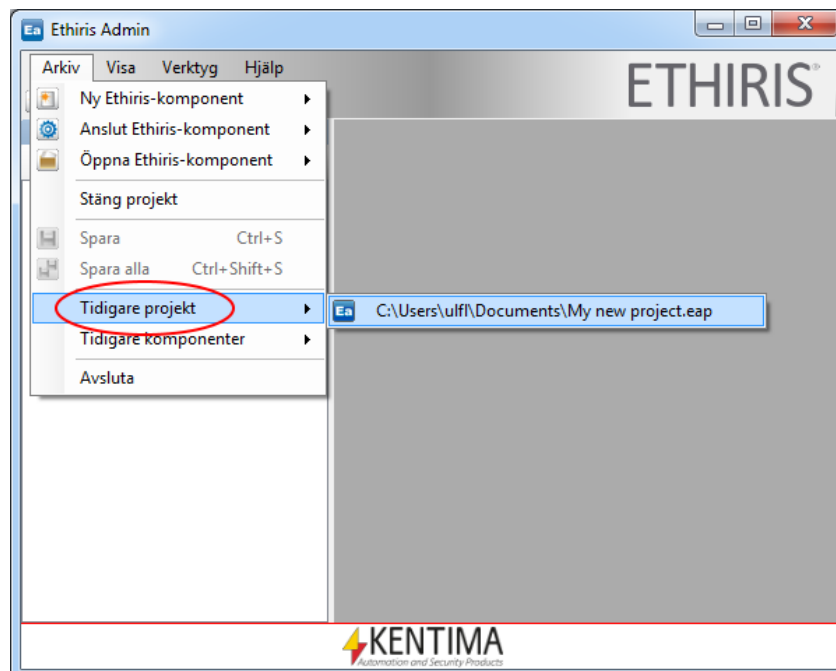 Ea Ethiris Admin
Arkiv Visa Verktyg Hjälp
ETHIRIS®
Ny Ethiris-komponent
Anslut Ethiris-komponent
Öppna Ethiris-komponent
Stäng projekt
Spara Ctrl+S
Spara alla Ctrl+Shift+S
Tidigare projekt
Ea C:\Users\ulfl\Documents\My new project.eap
Tidigare komponenter
Avsluta
KENTIMA
Automation and Security Products